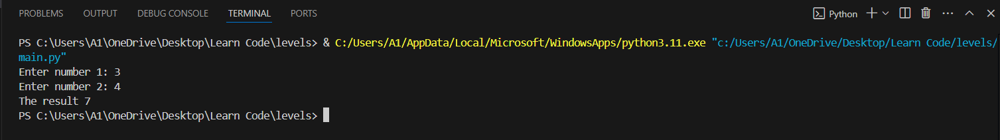 PROBLEMS OUTPUT DEBUG CONSOLE TERMINAL PORTS Python
PS C:\Users\A1\OneDrive\Desktop\Learn Code\levels> & C:/Users/A1/AppData/Local/Microsoft/WindowsApps/python3.11.exe "c:/Users/A1/OneDrive/Desktop/Learn Code/levels/
main.py"
Enter number 1: 3
Enter number 2: 4
The result 7
PS C:\Users\A1\OneDrive\Desktop\Learn Code\levels>